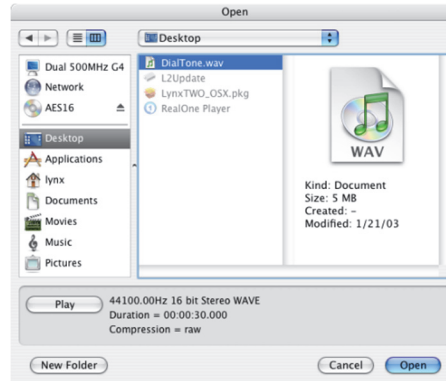 Open
Desktop
Dual 500MHz G4
Network
AES16
Desktop
Applications
lynx
Documents
Movies
Music
Pictures
DialTone.wav
L2Update
LynxTWO_OSX.pkg
RealOne Player
WAV
Kind: Document
Size: 5 MB
Created: –
Modified: 1/21/03
Play
44100.00Hz 16 bit Stereo WAVE
Duration = 00:00:30.000
Compression = raw
New Folder
Cancel
Open